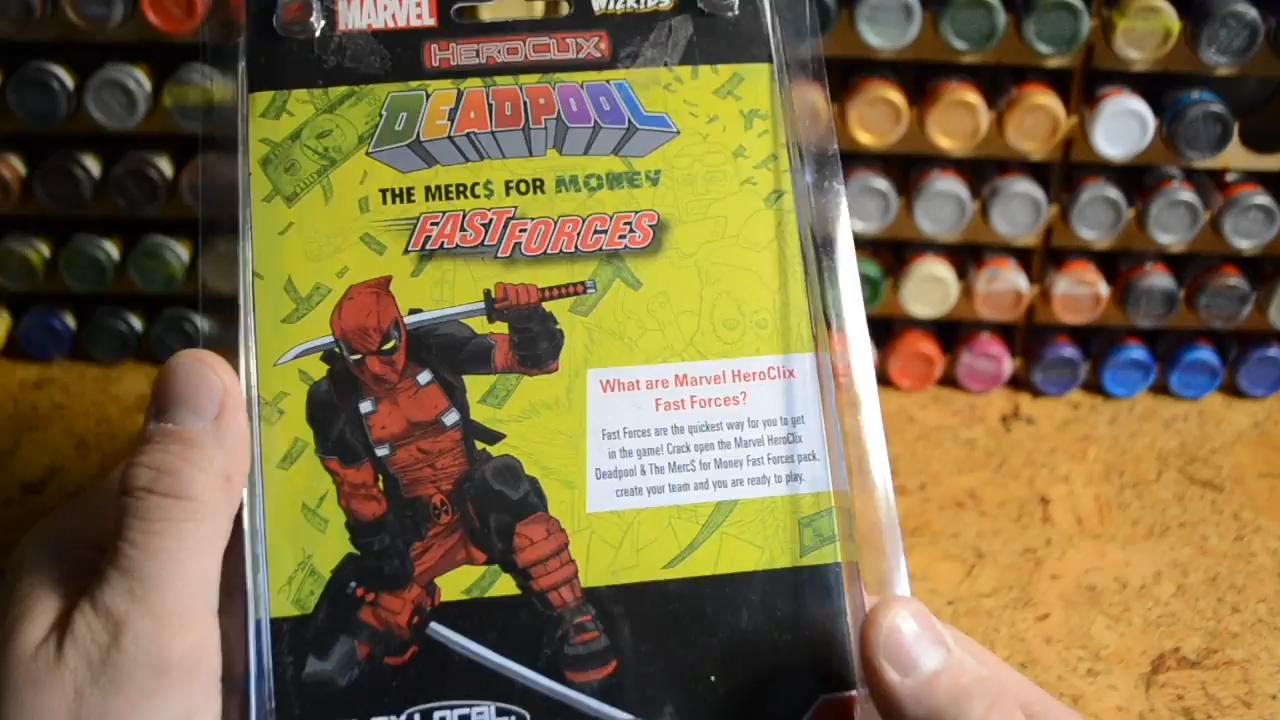 MARVEL
WIZKIDS
HEROCLIX
DEADPOOL
THE MERC$ FOR MONEY
FAST FORCES
What are Marvel HeroClix
Fast Forces?
Fast Forces are the quickest way for you to get
in the game! Crack open the Marvel HeroClix
Deadpool & The Merc$ for Money Fast Forces pack,
create your team and you are ready to play.
LOCAL